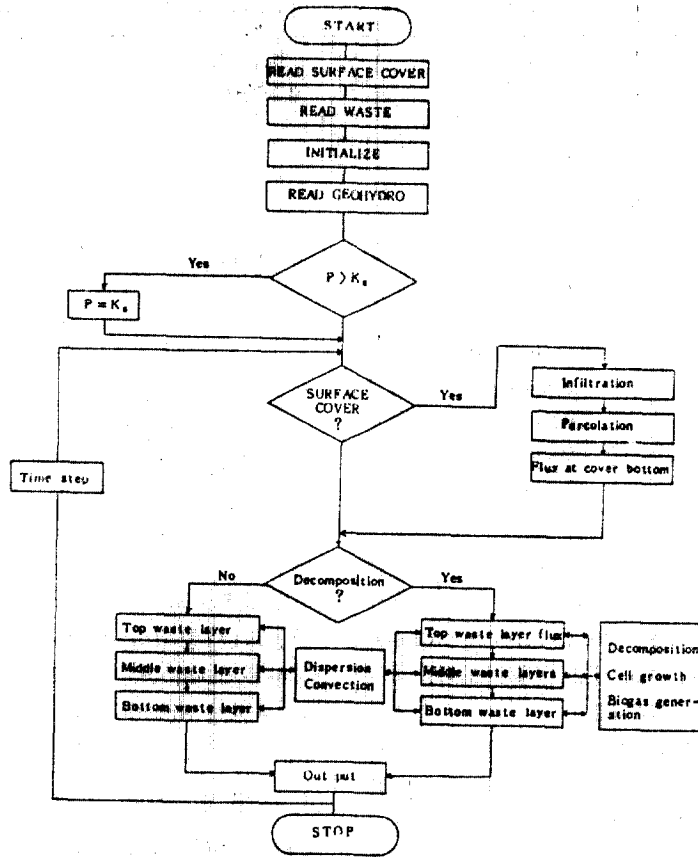 START
READ SURFACE COVER
READ WASTE
INITIALIZE
READ GEOHYDRO
Yes
P > Ks
P = Ks
SURFACE
COVER
?
Yes
Infiltration
Percolation
Flux at cover bottom
Time step
No
Decomposition
?
Yes
Top waste layer
Middle waste layer
Bottom waste layer
Dispersion
Convection
Top waste layer flux
Middle waste layers
Bottom waste layer
Decomposition
Cell growth
Biogas gener-
ation
Out put
STOP